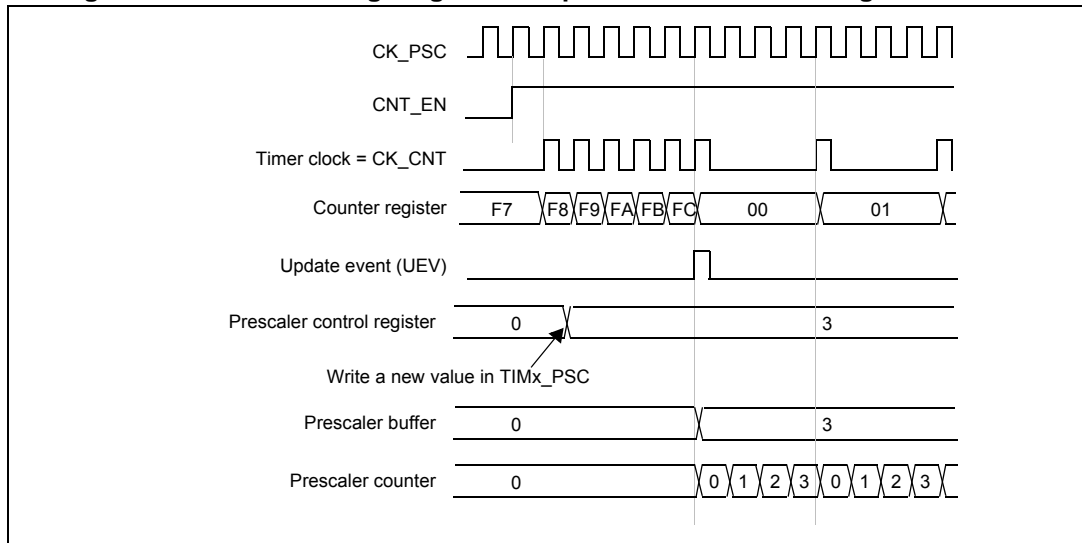 CK_PSC
CNT_EN
Timer clock = CK_CNT
Counter register F7 F8 F9 FA FB FC 00 01
Update event (UEV)
Prescaler control register 0 3
Write a new value in TIMx_PSC
Prescaler buffer 0 3
Prescaler counter 0 0 1 2 3 0 1 2 3